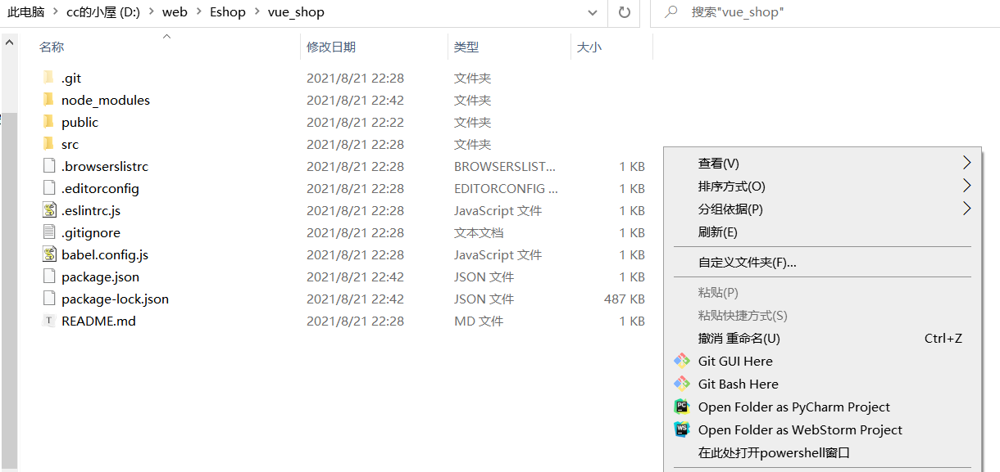 此电脑 > cc的小屋 (D:) > web > Eshop > vue_shop 搜索"vue_shop"
名称 修改日期 类型 大小
.git 2021/8/21 22:28 文件夹
node_modules 2021/8/21 22:42 文件夹
public 2021/8/21 22:22 文件夹
src 2021/8/21 22:28 文件夹
.browserslistrc 2021/8/21 22:28 BROWSERSLIST... 1 KB
.editorconfig 2021/8/21 22:28 EDITORCONFIG ... 1 KB
.eslintrc.js 2021/8/21 22:28 JavaScript 文件 1 KB
.gitignore 2021/8/21 22:28 文本文档 1 KB
babel.config.js 2021/8/21 22:28 JavaScript 文件 1 KB
package.json 2021/8/21 22:42 JSON 文件 1 KB
package-lock.json 2021/8/21 22:42 JSON 文件 487 KB
README.md 2021/8/21 22:28 MD 文件 1 KB
查看(V)
排序方式(O)
分组依据(P)
刷新(E)
自定义文件夹(F)...
粘贴(P)
粘贴快捷方式(S)
撤消 重命名(U) Ctrl+Z
Git GUI Here
Git Bash Here
Open Folder as PyCharm Project
Open Folder as WebStorm Project
在此处打开powershell窗口